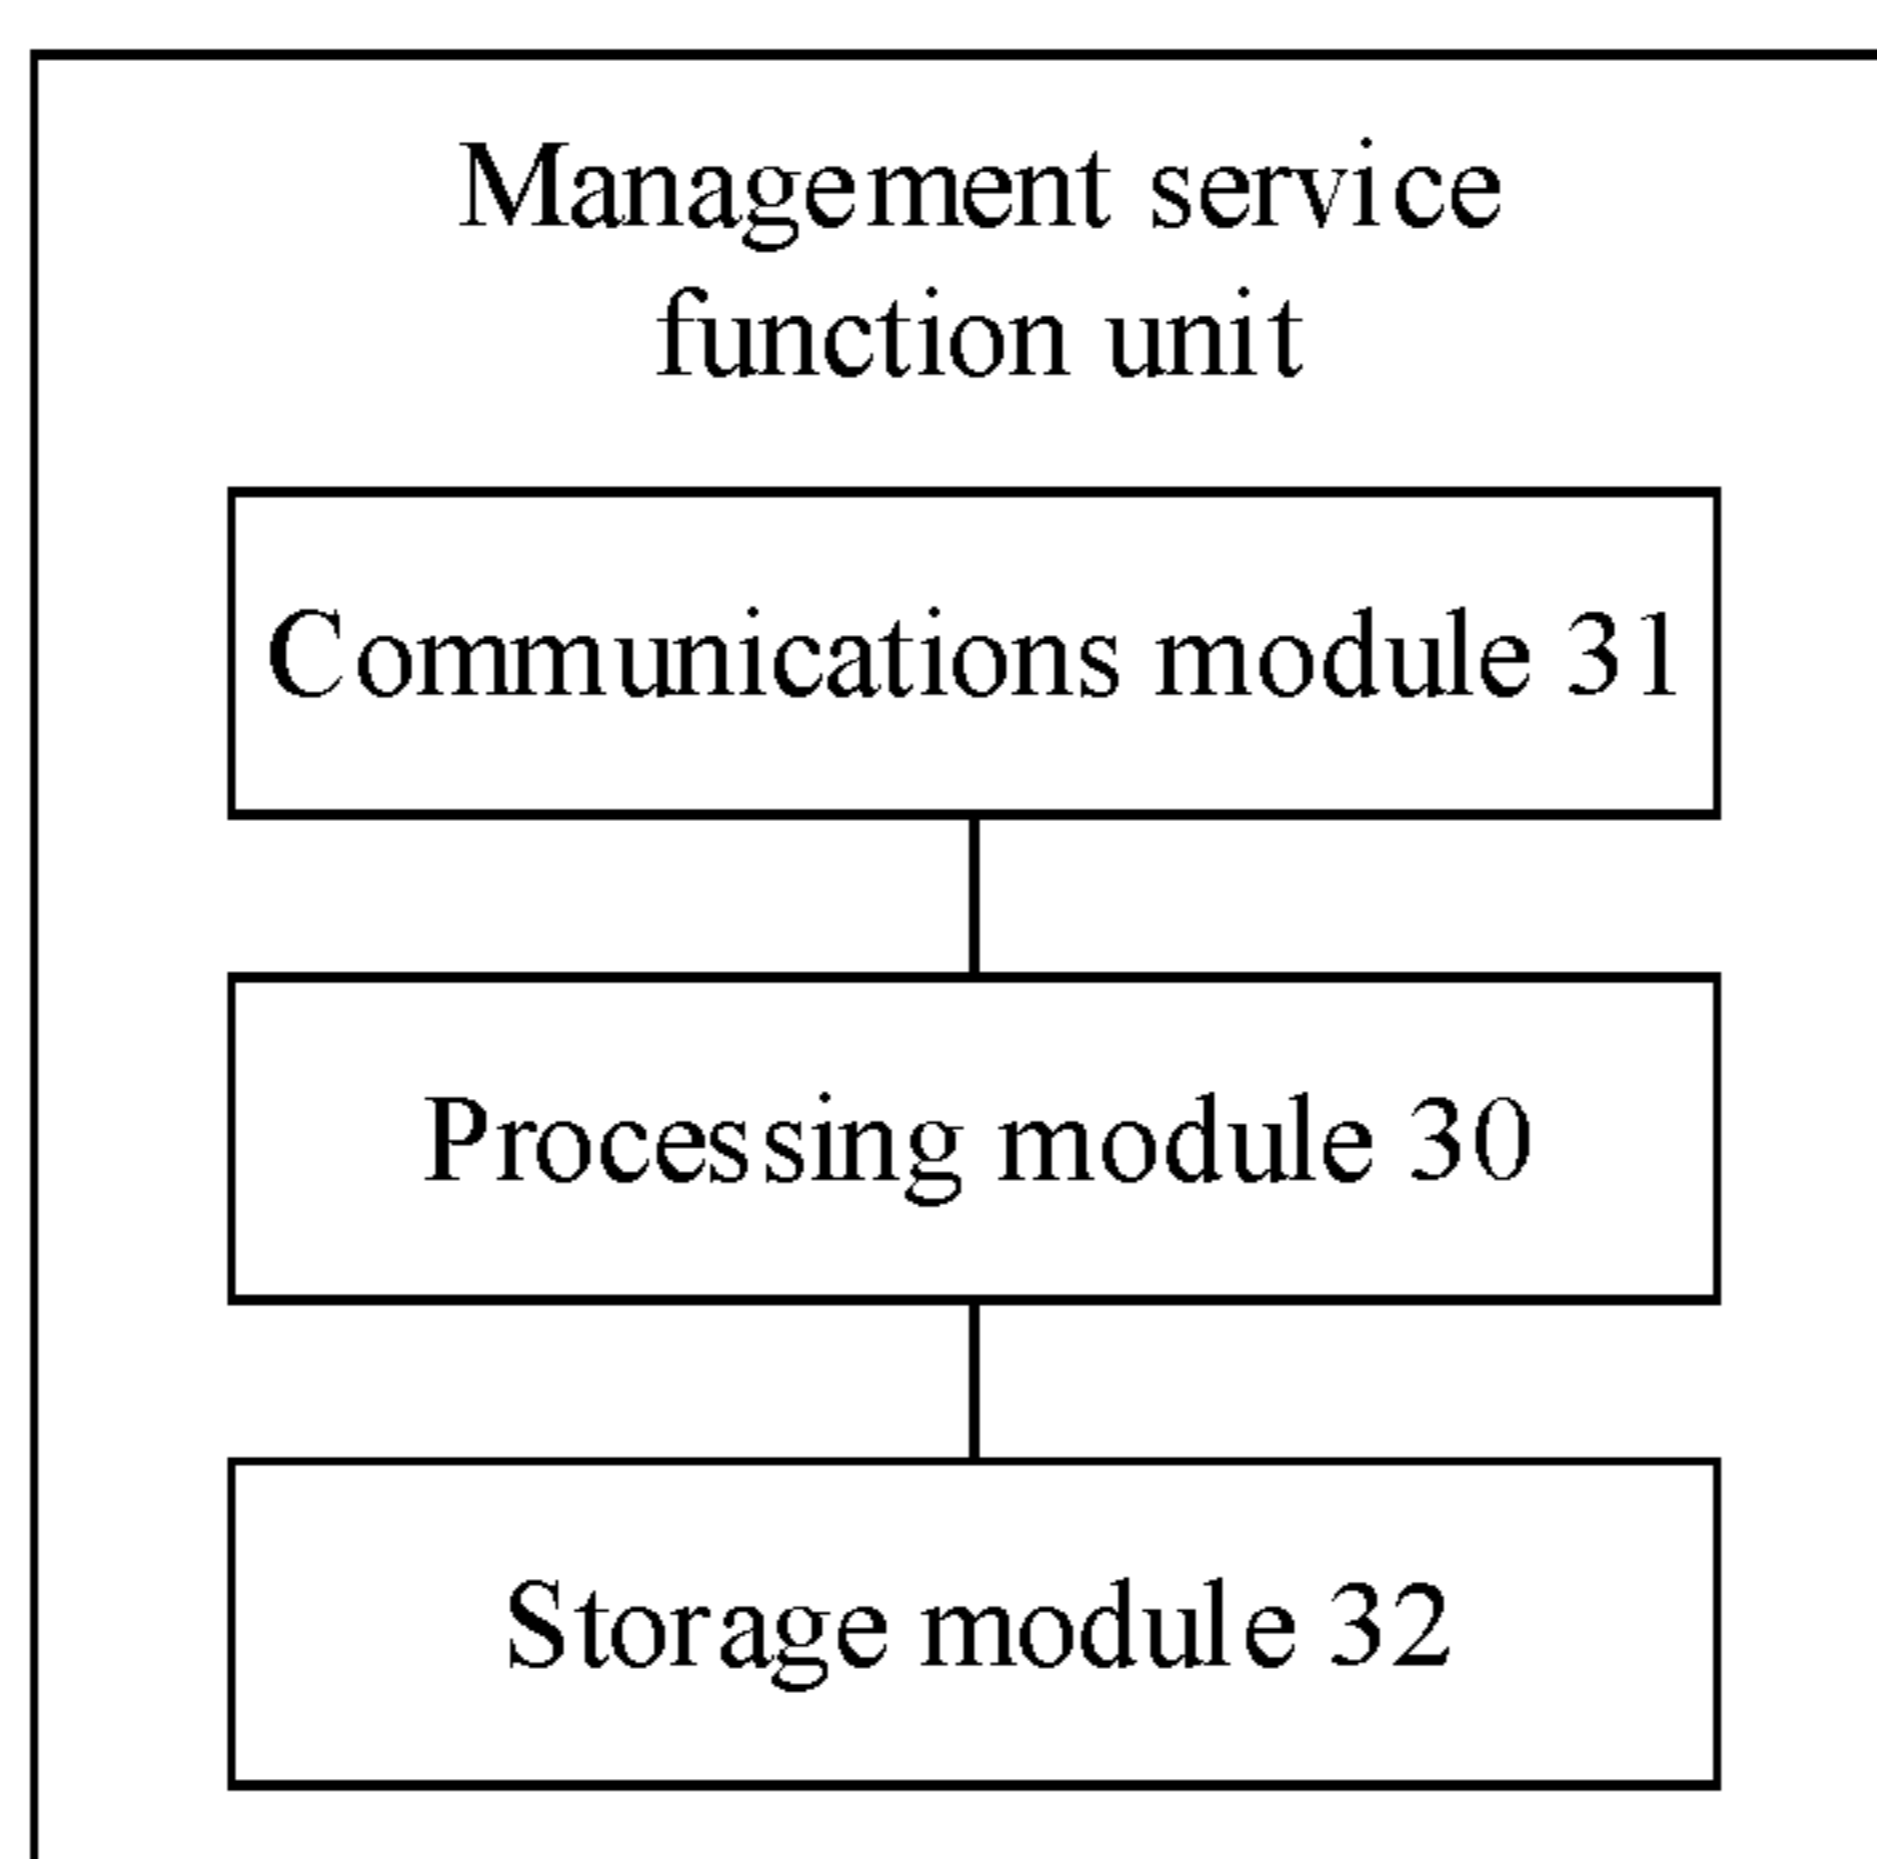 Management service
function unit
Communications module 31
Processing module 30
Storage module 32